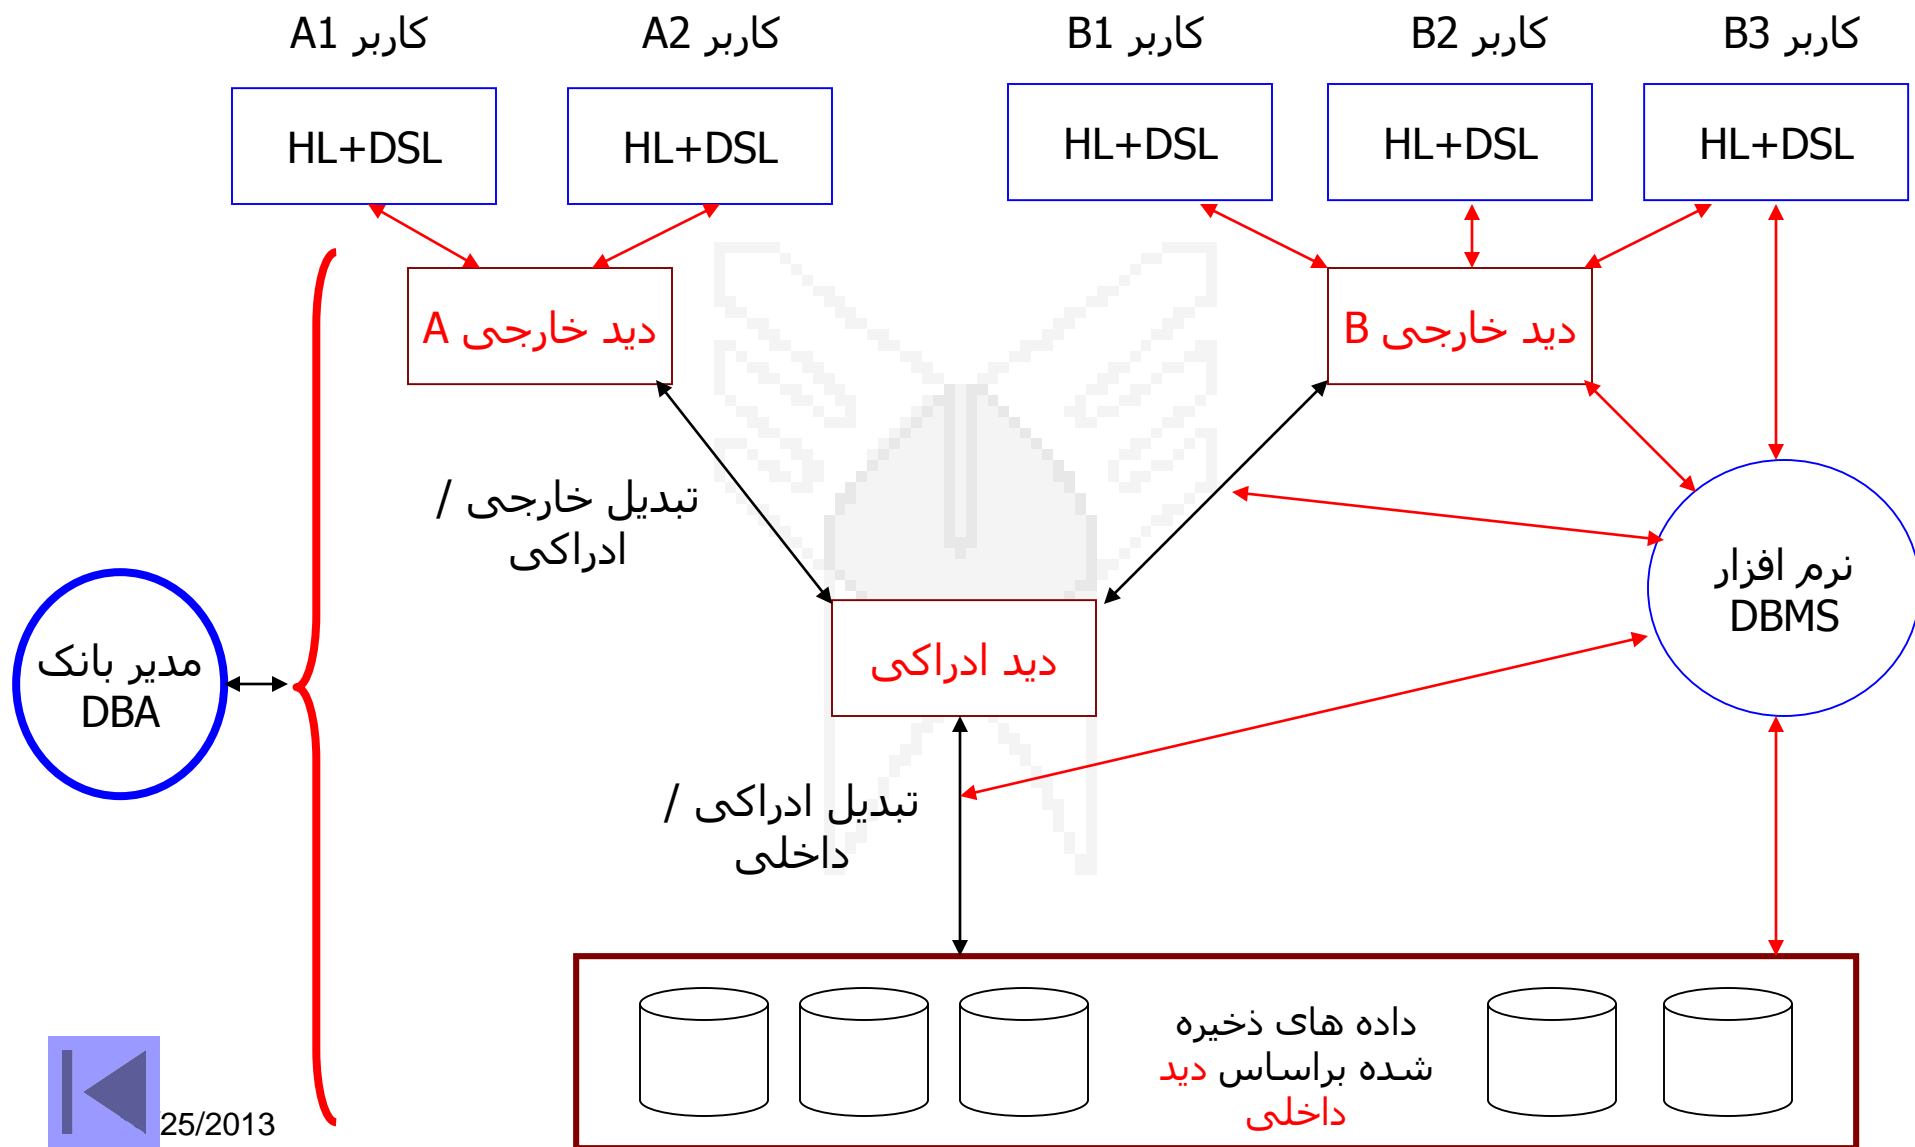 کاربر A1
کاربر A2
کاربر B1
کاربر B2
کاربر B3
HL+DSL
HL+DSL
HL+DSL
HL+DSL
HL+DSL
دید خارجی A
دید خارجی B
تبدیل خارجی /
ادراکی
نرم افزار
DBMS
مدیر بانک
DBA
دید ادراکی
تبدیل ادراکی /
داخلی
داده های ذخیره
شده براساس دید
داخلی
25/2013